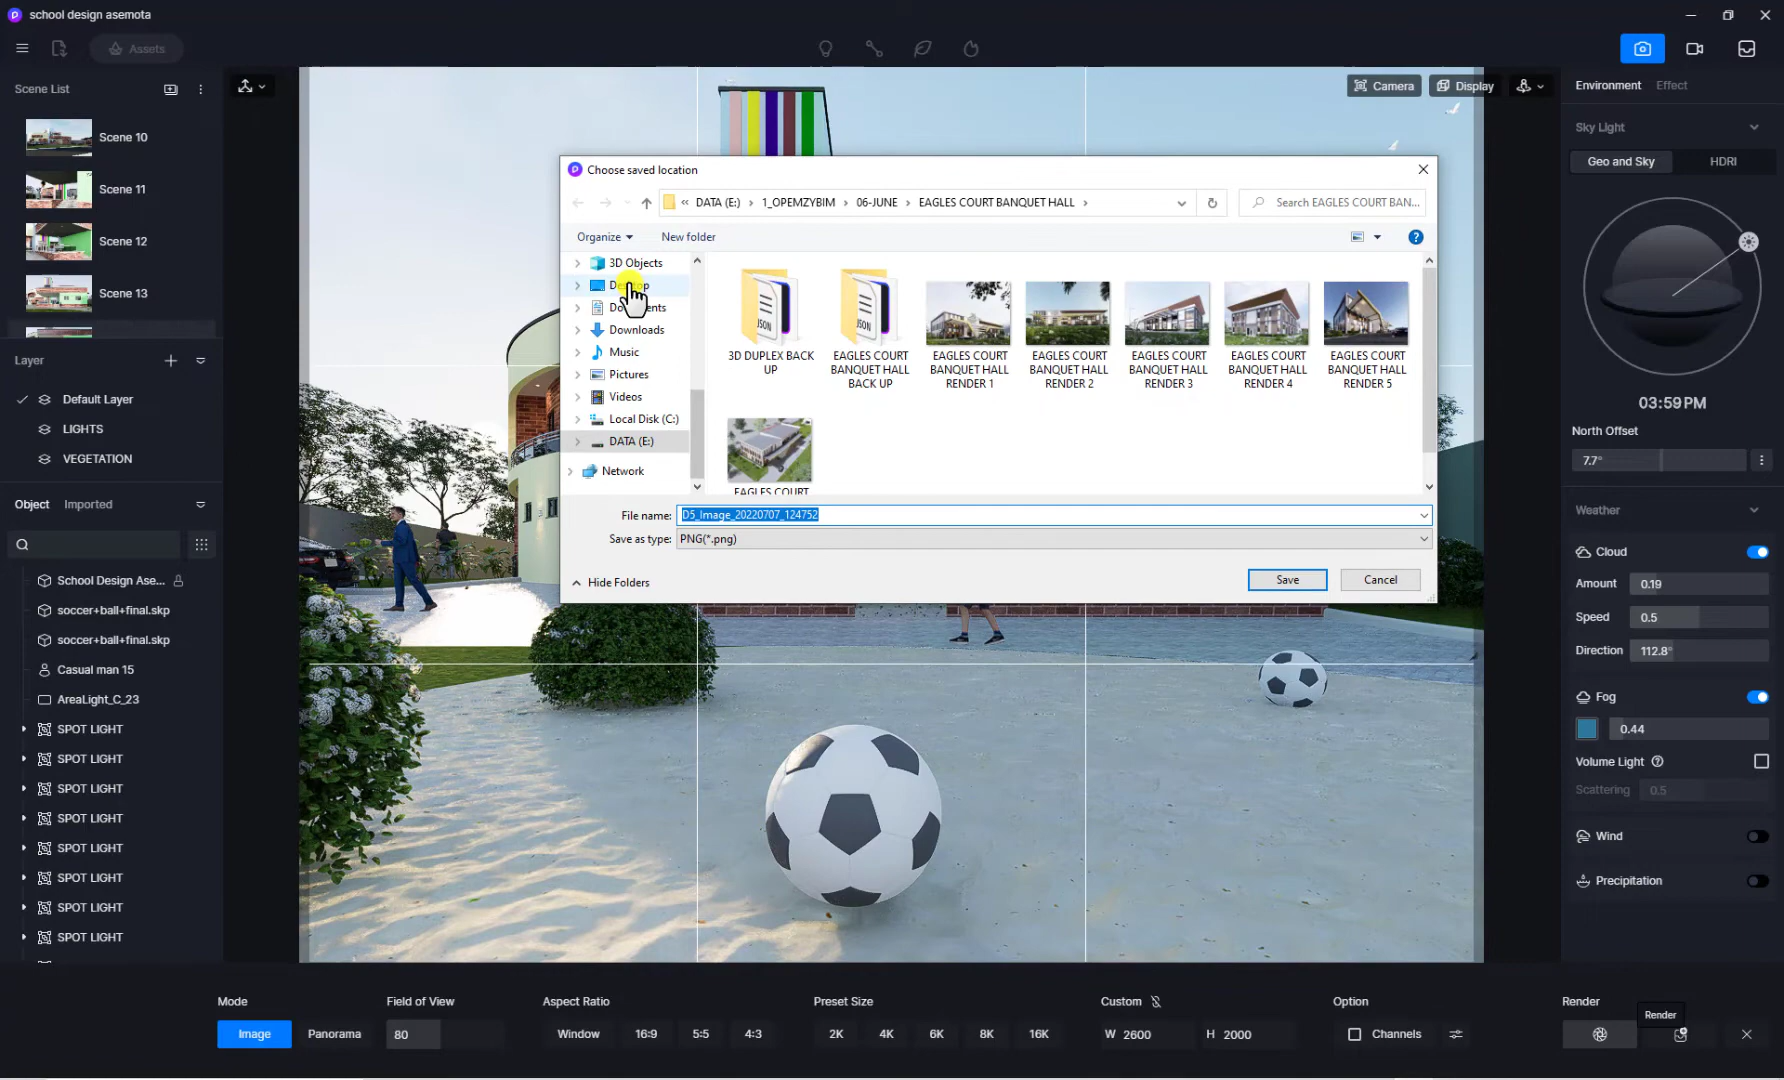 school design asemota
Assets
Scene List
Scene 10
Scene 11
Scene 12
Scene 13
Layer
Default Layer
LIGHTS
VEGETATION
Object Imported
School Design Ase...
soccer+ball+final.skp
soccer+ball+final.skp
Casual man 15
AreaLight_C_23
SPOT LIGHT
SPOT LIGHT
SPOT LIGHT
SPOT LIGHT
SPOT LIGHT
SPOT LIGHT
SPOT LIGHT
SPOT LIGHT
Camera Display
Choose saved location
« DATA (E:) › 1_OPEMZYBIM › 06-JUNE › EAGLES COURT BANQUET HALL ›
Search EAGLES COURT BAN...
Organize New folder
3D Objects
Desktop
Documents
Downloads
Music
Pictures
Videos
Local Disk (C:)
DATA (E:)
Network
JSON
3D DUPLEX BACK
UP
JSON
EAGLES COURT
BANQUET HALL
BACK UP
EAGLES COURT
BANQUET HALL
RENDER 1
EAGLES COURT
BANQUET HALL
RENDER 2
EAGLES COURT
BANQUET HALL
RENDER 3
EAGLES COURT
BANQUET HALL
RENDER 4
EAGLES COURT
BANQUET HALL
RENDER 5
EAGLES COURT
File name: D5_Image_20220707_124752
Save as type: PNG(*.png)
Hide Folders
Save Cancel
Environment Effect
Sky Light
Geo and Sky HDRI
03:59PM
North Offset
7.7°
Weather
Cloud
Amount 0.19
Speed 0.5
Direction 112.8°
Fog
0.44
Volume Light
Scattering 0.5
Wind
Precipitation
Mode Field of View Aspect Ratio Preset Size Custom Option Render
Render
Image Panorama 80 Window 16:9 5:5 4:3 2K 4K 6K 8K 16K W 2600 H 2000 Channels